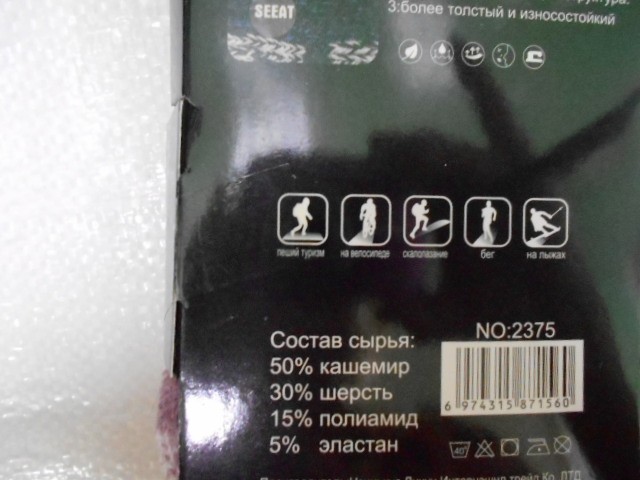 SEEAT
3:более толстый и износостойкий
пеший туризм
на велосипеде
скалолазание
бег
на лыжах
Состав сырья:
50% кашемир
30% шерсть
15% полиамид
5% эластан
NO:2375
6 974315 871560
40°